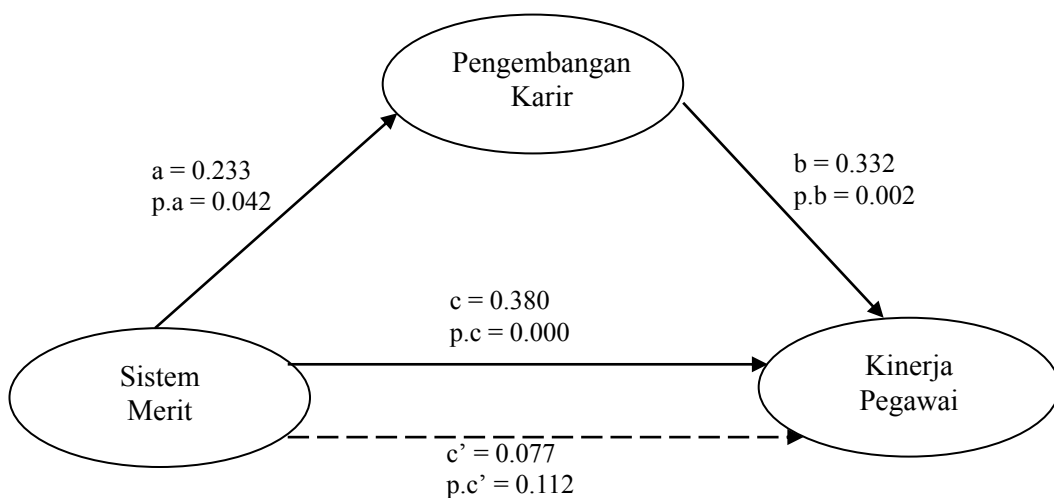 Pengembangan
Karir
a = 0.233
p.a = 0.042
b = 0.332
p.b = 0.002
c = 0.380
p.c = 0.000
Sistem
Merit
Kinerja
Pegawai
c’ = 0.077
p.c’ = 0.112